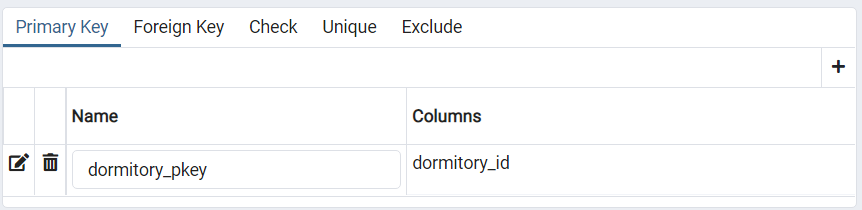 Primary Key Foreign Key Check Unique Exclude
Name Columns
dormitory_pkey dormitory_id